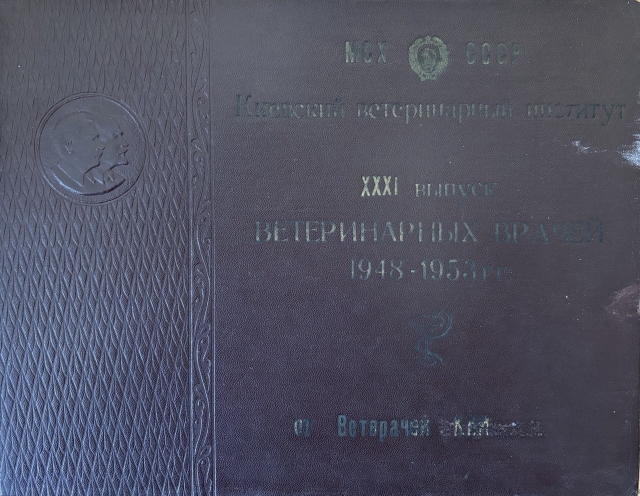 МСХ СССР
Киевский ветеринарный институт
XXXI выпуск
ВЕТЕРИНАРНЫХ ВРАЧЕЙ
1948-1953 гг.
от Ветврачей